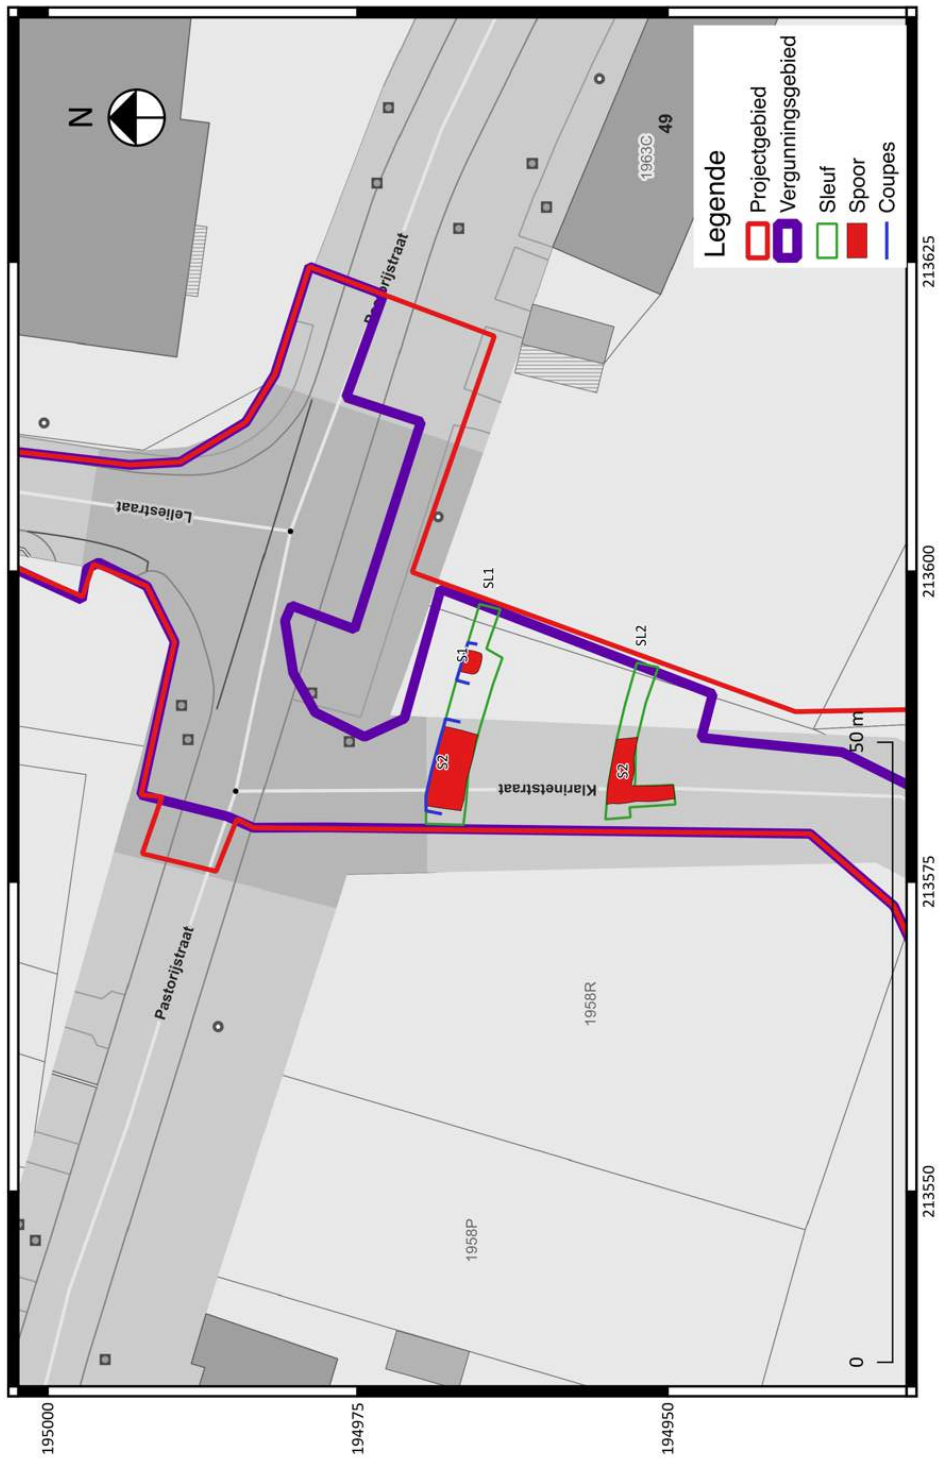 N
Leliestraat
Pastorijstraat
Pastorijstraat
Klarinetstraat
SL1
SL2
S1
S2
S2
1963C
49
1958R
1958P
Legende
Projectgebied
Vergunningsgebied
Sleuf
Spoor
Coupes
0
50 m
195000
194975
194950
213550
213575
213600
213625